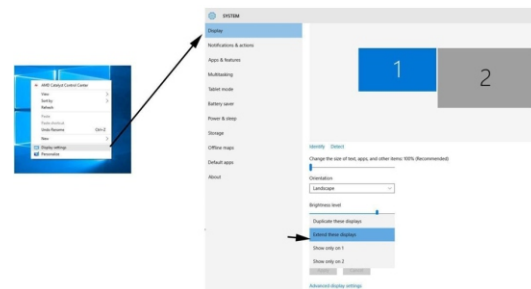 AMD Catalyst Control Center
View
Sort by
Refresh
Paste
Paste shortcut
Undo Rename Ctrl+Z
New
Display settings
Personalize
SYSTEM
Display
Notifications & actions
Apps & features
Multitasking
Tablet mode
Battery saver
Power & sleep
Storage
Offline maps
Default apps
About
1
2
Identify Detect
Change the size of text, apps, and other items: 100% (Recommended)
Orientation
Landscape
Brightness level
Duplicate these displays
Extend these displays
Show only on 1
Show only on 2
Apply Cancel
Advanced display settings